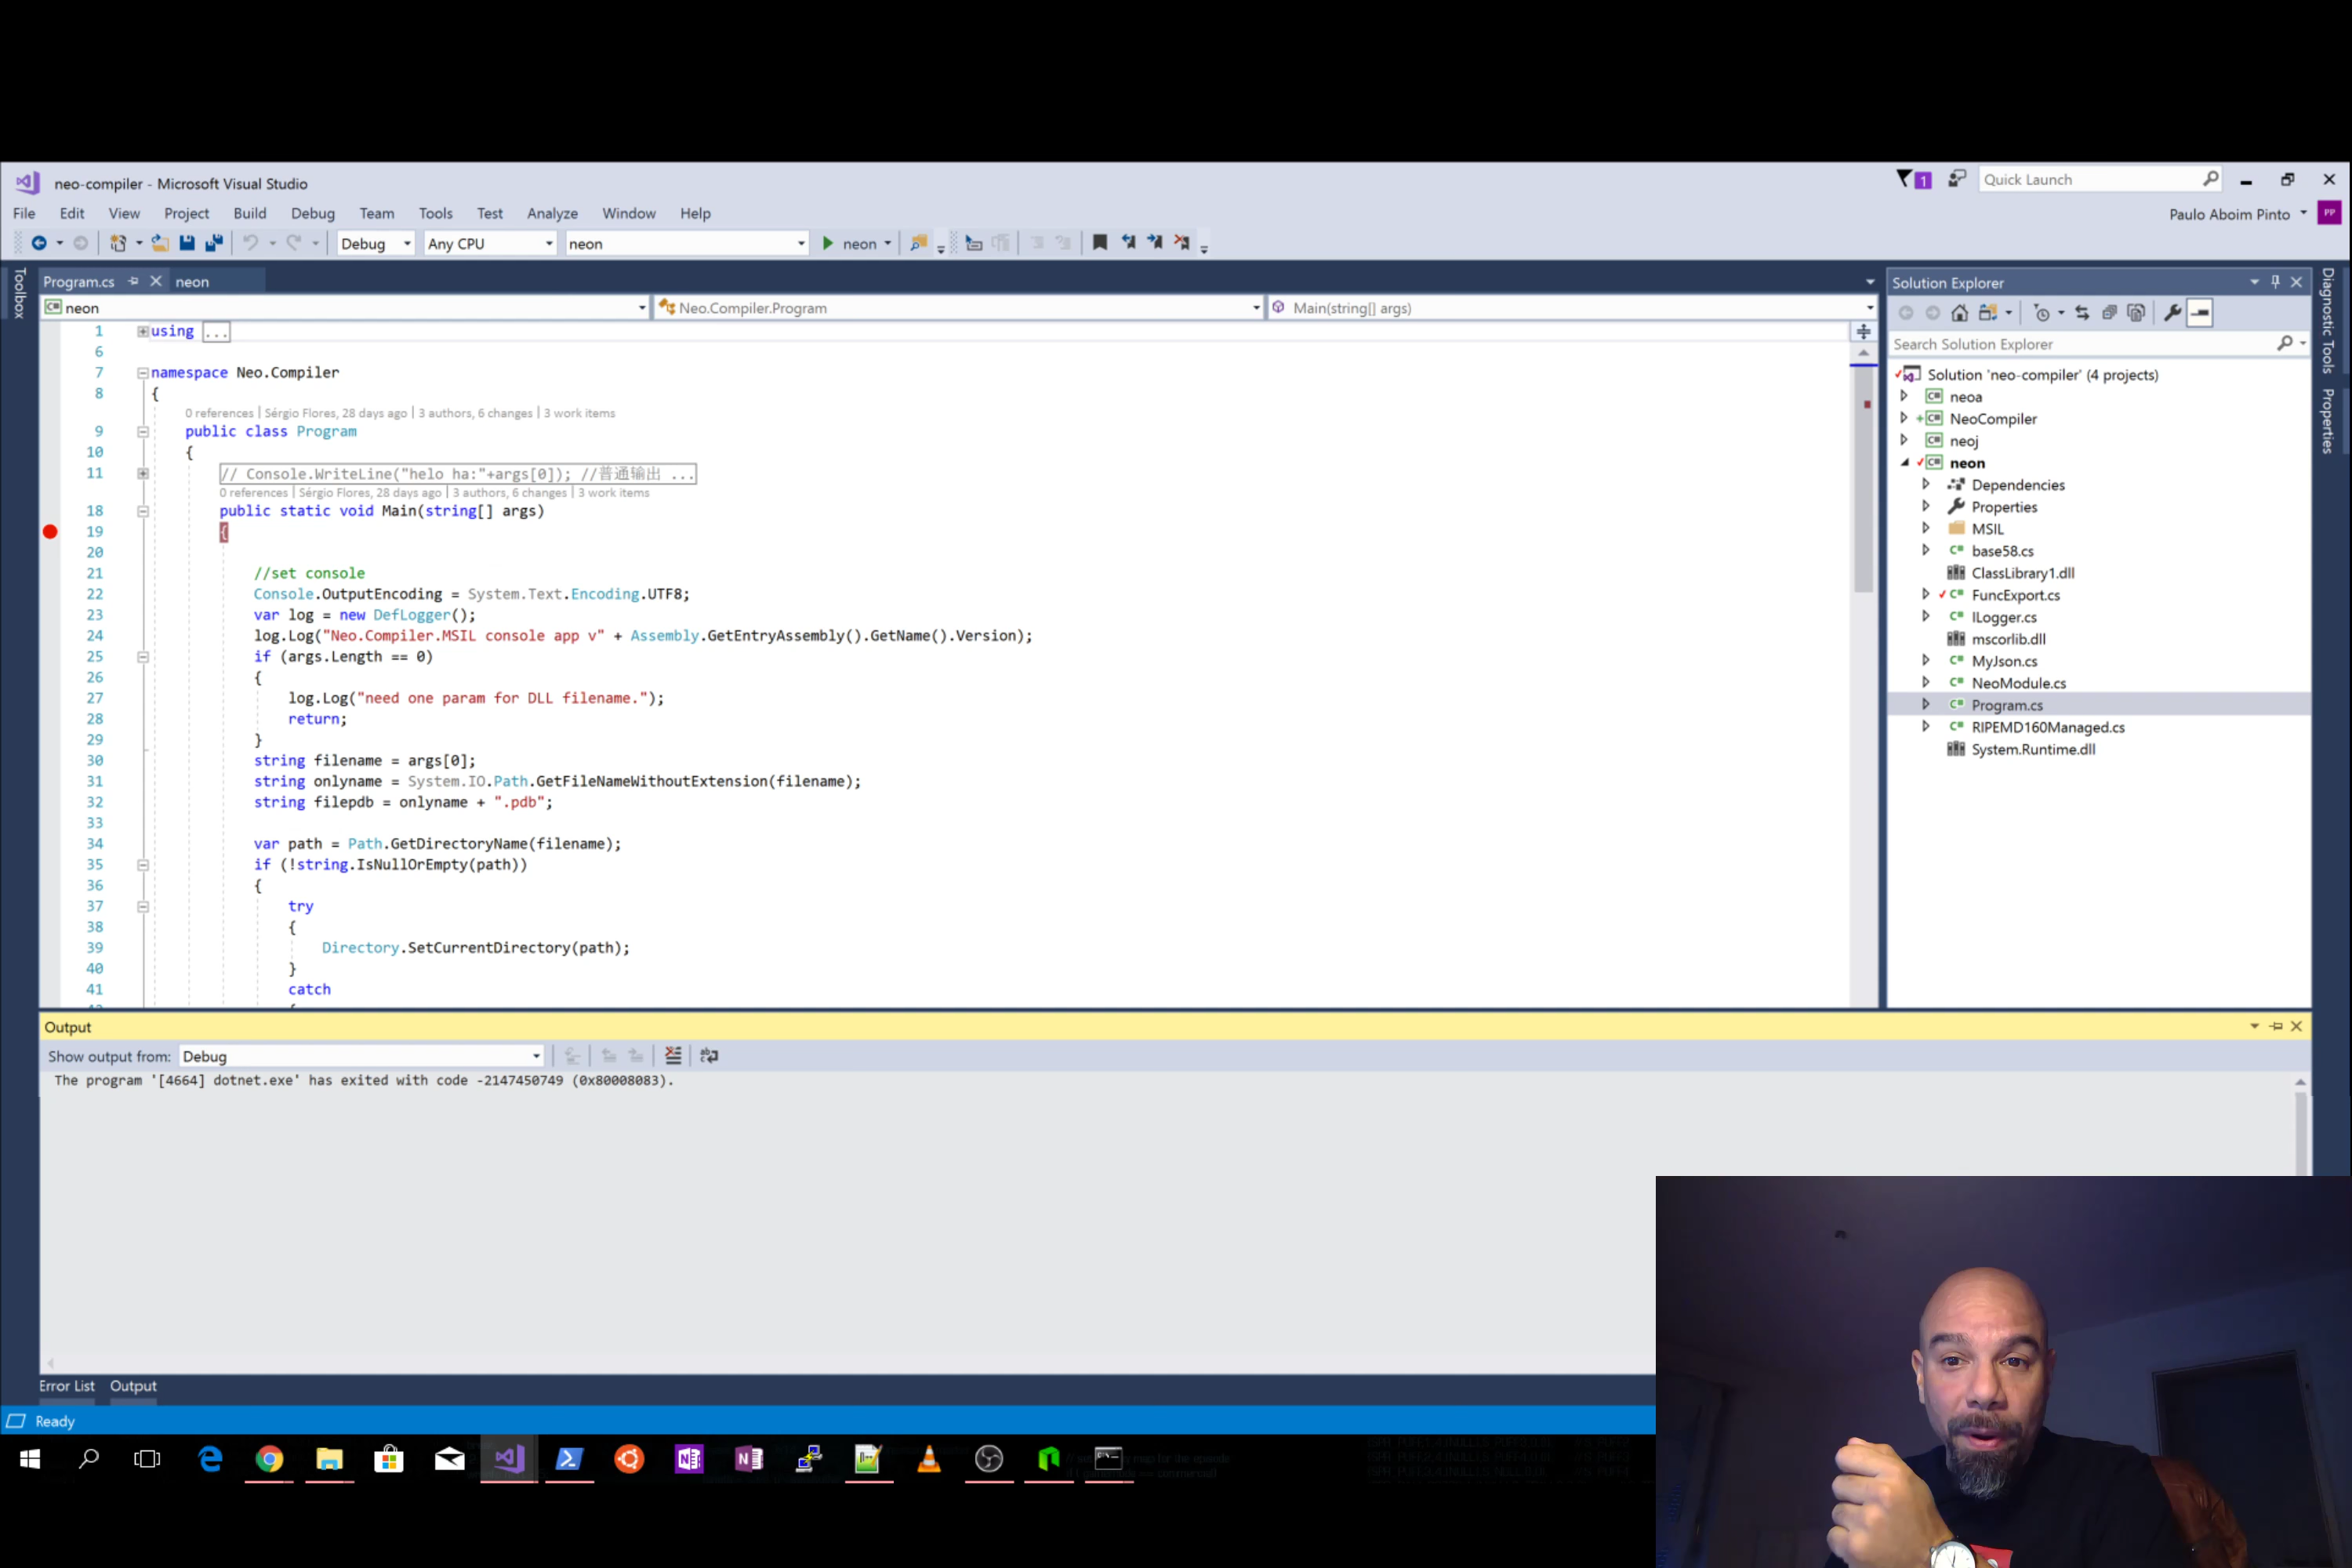 neo-compiler - Microsoft Visual Studio
1
Quick Launch
File Edit View Project Build Debug Team Tools Test Analyze Window Help
Paulo Aboim Pinto
PP
Debug Any CPU neon neon
Toolbox
Program.cs neon
neon Neo.Compiler.Program Main(string[] args)
1 using ...
6
7 namespace Neo.Compiler
8 {
0 references | Sérgio Flores, 28 days ago | 3 authors, 6 changes | 3 work items
9 public class Program
10 {
11 // Console.WriteLine("helo ha:"+args[0]); //普通输出 ...
0 references | Sérgio Flores, 28 days ago | 3 authors, 6 changes | 3 work items
18 public static void Main(string[] args)
19 {
20
21 //set console
22 Console.OutputEncoding = System.Text.Encoding.UTF8;
23 var log = new DefLogger();
24 log.Log("Neo.Compiler.MSIL console app v" + Assembly.GetEntryAssembly().GetName().Version);
25 if (args.Length == 0)
26 {
27 log.Log("need one param for DLL filename.");
28 return;
29 }
30 string filename = args[0];
31 string onlyname = System.IO.Path.GetFileNameWithoutExtension(filename);
32 string filepdb = onlyname + ".pdb";
33
34 var path = Path.GetDirectoryName(filename);
35 if (!string.IsNullOrEmpty(path))
36 {
37 try
38 {
39 Directory.SetCurrentDirectory(path);
40 }
41 catch
Solution Explorer
Search Solution Explorer
Solution 'neo-compiler' (4 projects)
neoa
NeoCompiler
neoj
neon
Dependencies
Properties
MSIL
base58.cs
ClassLibrary1.dll
FuncExport.cs
ILogger.cs
mscorlib.dll
MyJson.cs
NeoModule.cs
Program.cs
RIPEMD160Managed.cs
System.Runtime.dll
Diagnostic Tools
Properties
Output
Show output from: Debug
The program '[4664] dotnet.exe' has exited with code -2147450749 (0x80008083).
Error List Output
Ready